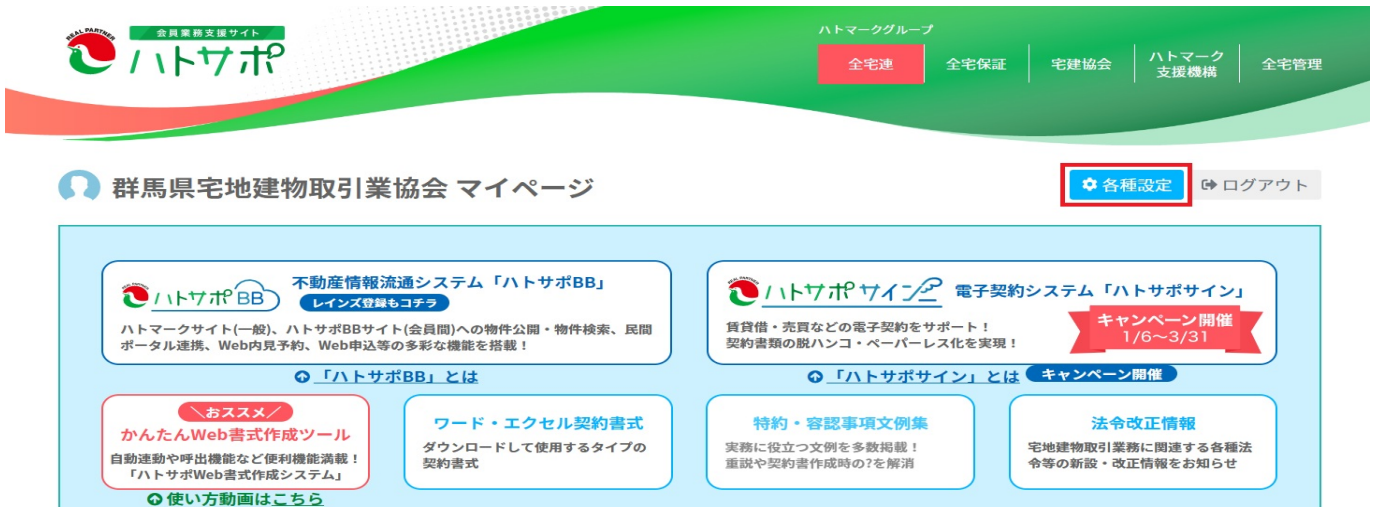 REAL PARTNER
会員業務支援サイト
ハトサポ
ハトマークグループ
全宅連
全宅保証
宅建協会
ハトマーク
支援機構
全宅管理
群馬県宅地建物取引業協会 マイページ
各種設定
ログアウト
ハトサポBB
不動産情報流通システム「ハトサポBB」
レインズ登録もコチラ
ハトマークサイト(一般)、ハトサポBBサイト(会員間)への物件公開・物件検索、民間
ポータル連携、Web内見予約、Web申込等の多彩な機能を搭載！
「ハトサポBB」とは
ハトサポサイン
電子契約システム「ハトサポサイン」
賃貸借・売買などの電子契約をサポート！
契約書類の脱ハンコ・ペーパーレス化を実現！
キャンペーン開催
1/6～3/31
「ハトサポサイン」とは
キャンペーン開催
＼おススメ／
かんたんWeb書式作成ツール
自動連動や呼出機能など便利機能満載！
「ハトサポWeb書式作成システム」
使い方動画はこちら
ワード・エクセル契約書式
ダウンロードして使用するタイプの
契約書式
特約・容認事項文例集
実務に役立つ文例を多数掲載！
重説や契約書作成時の?を解消
法令改正情報
宅地建物取引業務に関連する各種法
令等の新設・改正情報をお知らせ